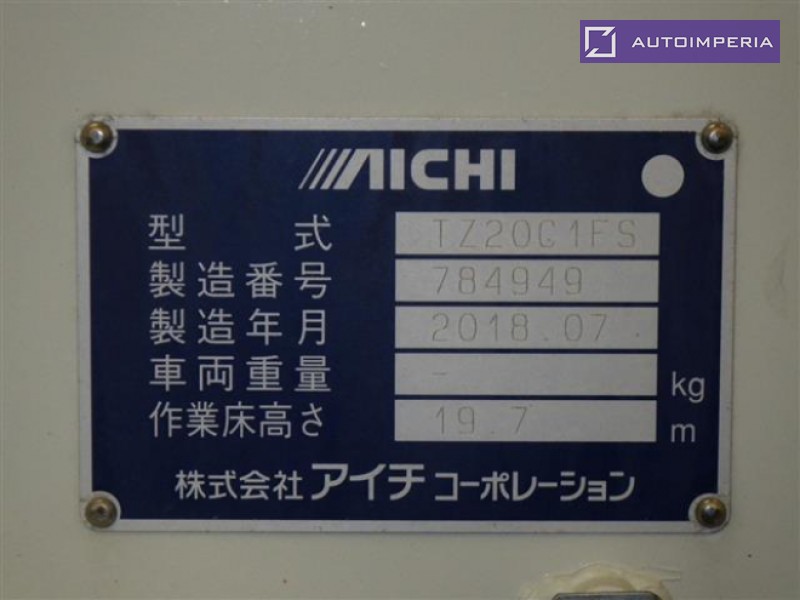 AUTOIMPERIA
AICHI
型式 TZ20G1FS
製造番号 784949
製造年月 2018.07
車両重量 - kg
作業床高さ 19.7 m
株式会社アイチコーポレーション